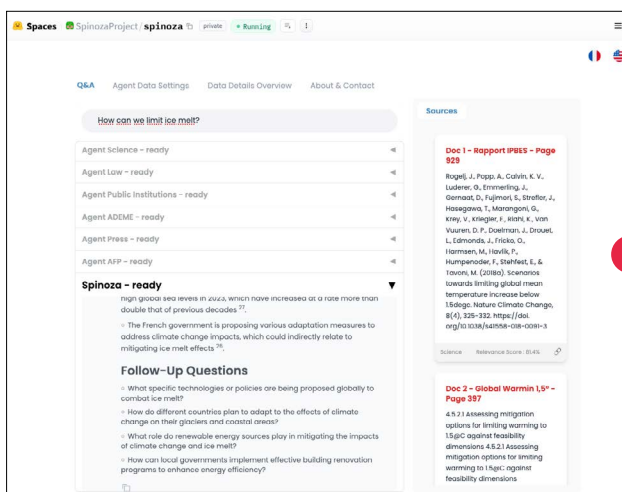 Spaces SpinozaProject/spinoza private Running
Q&A Agent Data Settings Data Details Overview About & Contact
How can we limit ice melt?
Agent Science - ready
Agent Law - ready
Agent Public Institutions - ready
Agent ADEME - ready
Agent Press - ready
Agent AFP - ready
Spinoza - ready
high global sea levels in 2023, which have increased at a rate more than
double that of previous decades 27.
The French government is proposing various adaptation measures to
address climate change impacts, which could indirectly relate to
mitigating ice melt effects 76.
Follow-Up Questions
What specific technologies or policies are being proposed globally to
combat ice melt?
How do different countries plan to adapt to the effects of climate
change on their glaciers and coastal areas?
What role do renewable energy sources play in mitigating the impacts
of climate change and ice melt?
How can local governments implement effective building renovation
programs to enhance energy efficiency?
Sources
Doc 1 - Rapport IPBES - Page
929
Rogelj, J., Popp, A., Calvin, K. V.,
Luderer, G., Emmerling, J.,
Gernaat, D., Fujimori, S., Strefler, J.,
Hasegawa, T., Marangoni, G.,
Krey, V., Kriegler, E., Riahi, K., Van
Vuuren, D. P., Doelman, J., Drouet,
L., Edmonds, J., Fricko, O.,
Harmsen, M., Havlík, P.,
Humpenoder, F., Stehfest, E., &
Tavoni, M. (2018a). Scenarios
towards limiting global mean
temperature increase below
1.5degc. Nature Climate Change,
8(4), 325-332. https://doi.
org/10.1038/s41558-018-0091-3
Science Relevance Score : 81.4%
Doc 2 - Global Warmin 1,5° -
Page 397
4.5.2.1 Assessing mitigation
options for limiting warming to
1.5@C against feasibility
dimensions 4.5.2.1 Assessing
mitigation options for limiting
warming to 1.5@C against
feasibility dimensions